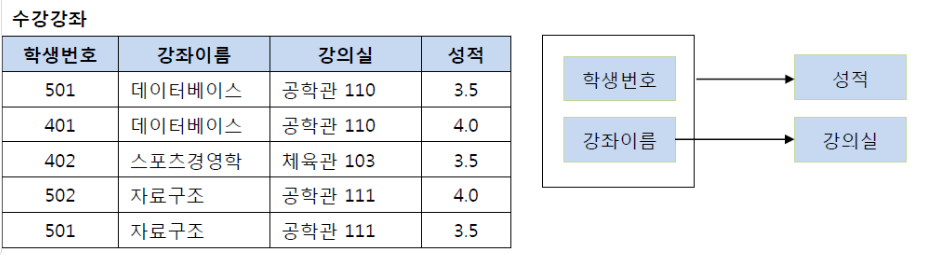 수강강좌
학생번호 강좌이름 강의실 성적
501 데이터베이스 공학관 110 3.5
401 데이터베이스 공학관 110 4.0
402 스포츠경영학 체육관 103 3.5
502 자료구조 공학관 111 4.0
501 자료구조 공학관 111 3.5
학생번호 성적
강좌이름 강의실